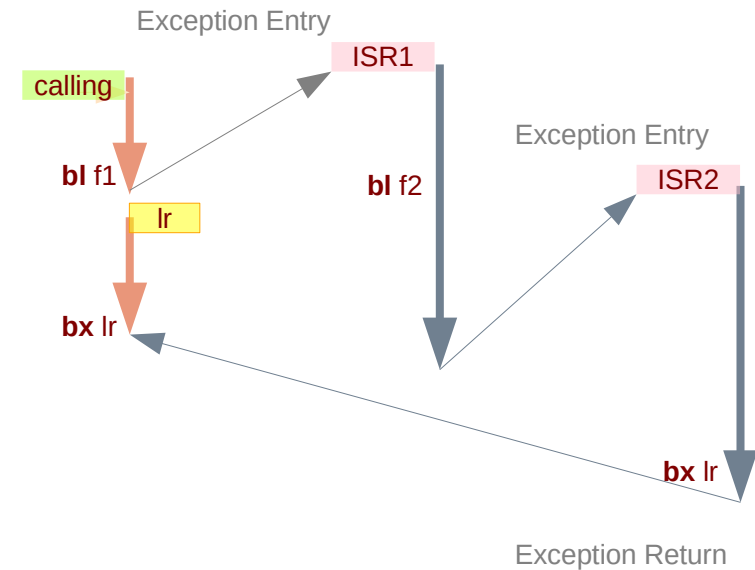 Exception Entry
ISR1
calling
Exception Entry
bl f1
bl f2
ISR2
lr
bx lr
bx lr
Exception Return